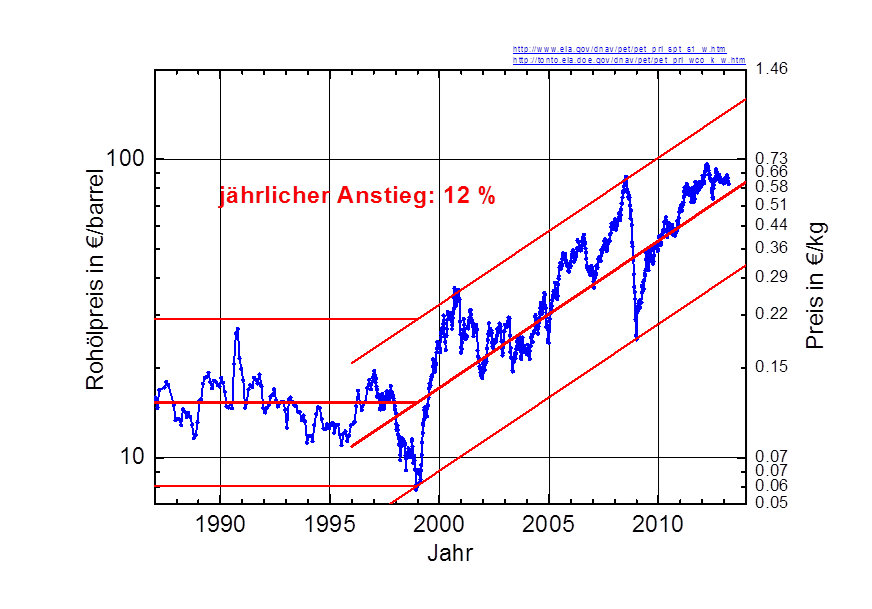 http://www.eia.gov/dnav/pet/pet_pri_spt_s1_w.htm
http://tonto.eia.doe.gov/dnav/pet/pet_pri_wco_k_w.htm
1.46
100
0.73
0.66
0.58
0.51
0.44
0.36
0.29
0.22
0.15
10
0.07
0.07
0.06
0.05
jährlicher Anstieg: 12 %
Rohölpreis in €/barrel
Preis in €/kg
1990 1995 2000 2005 2010
Jahr